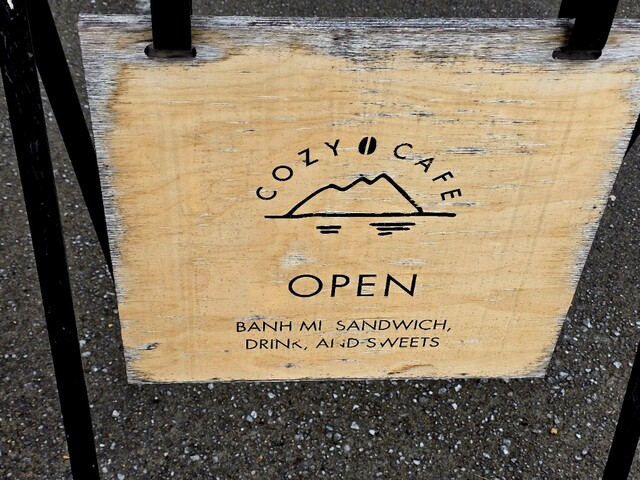 COZY CAFE
OPEN
BANH MI SANDWICH,
DRINK, AND SWEETS